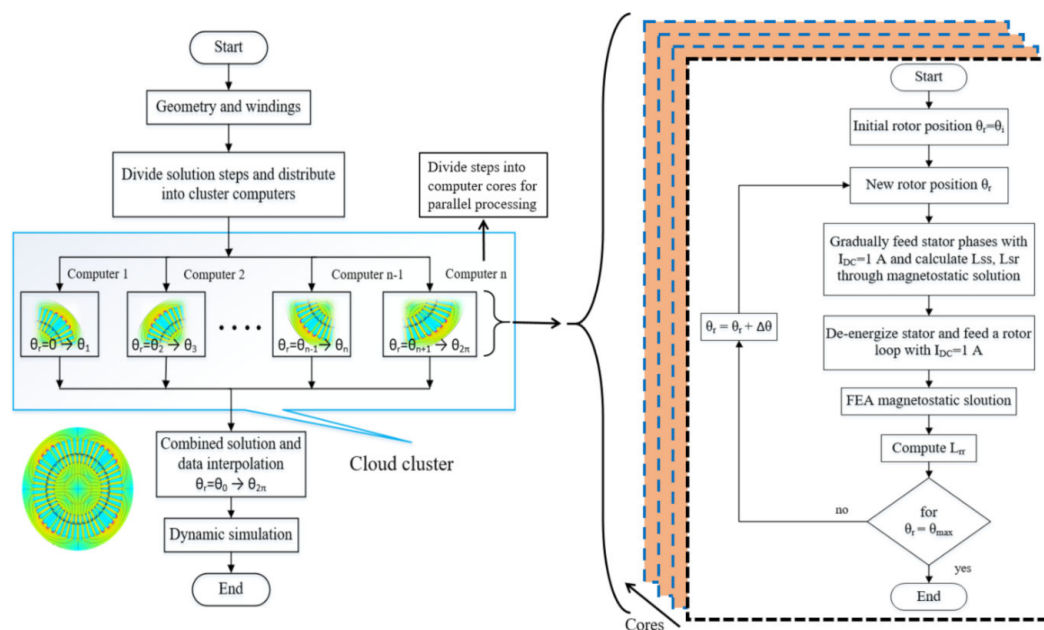 Start
Geometry and windings
Divide solution steps and distribute
into cluster computers
Divide steps into
computer cores for
parallel processing
Computer 1
Computer 2
Computer n-1
Computer n
θr=0 → θ1
θr=θ2 → θ3
θr=θn-1 → θn
θr=θn+1 → θ2π
Combined solution and
data interpolation
θr=θ0 → θ2π
Cloud cluster
Dynamic simulation
End
Start
Initial rotor position θr=θi
New rotor position θr
Gradually feed stator phases with
IDC=1 A and calculate Lss, Lsr
through magnetostatic solution
θr = θr + Δθ
De-energize stator and feed a rotor
loop with IDC=1 A
FEA magnetostatic sloution
Compute Lrr
no
for
θr = θmax
yes
End
Cores